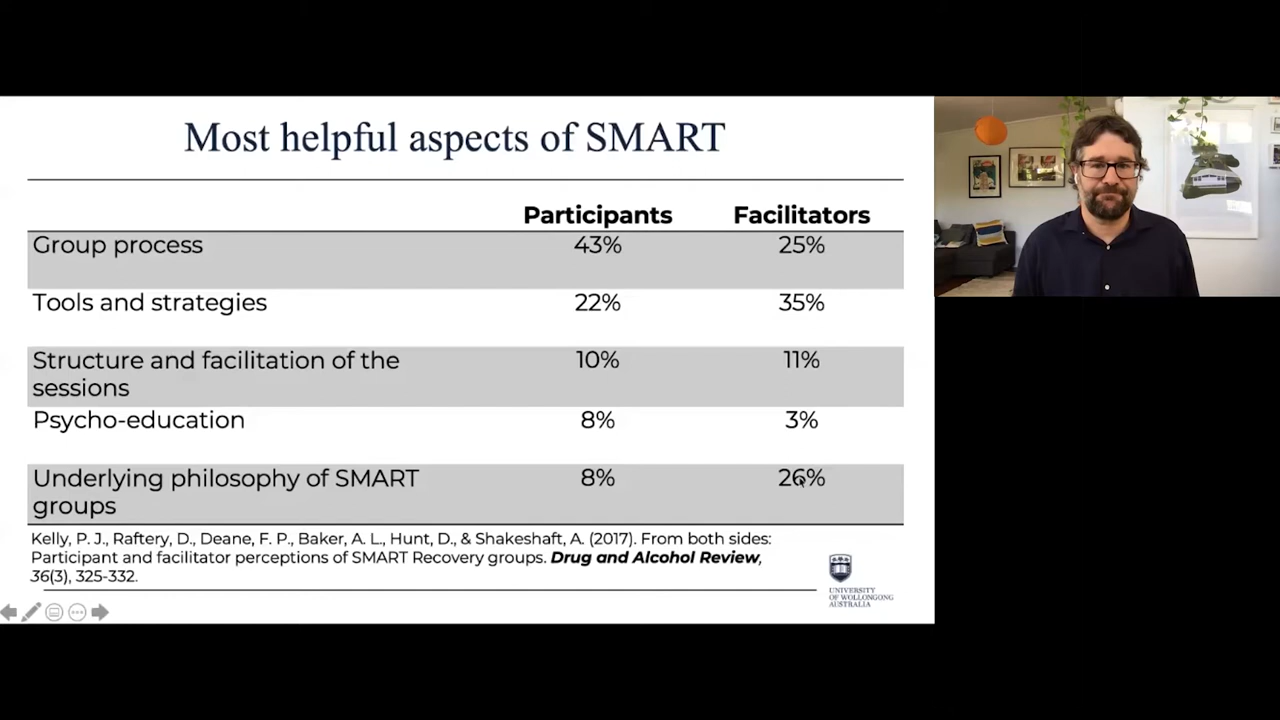 Most helpful aspects of SMART
Participants Facilitators
Group process 43% 25%
Tools and strategies 22% 35%
Structure and facilitation of the sessions 10% 11%
Psycho-education 8% 3%
Underlying philosophy of SMART groups 8% 26%
Kelly, P. J., Raftery, D., Deane, F. P., Baker, A. L., Hunt, D., & Shakeshaft, A. (2017). From both sides:
Participant and facilitator perceptions of SMART Recovery groups. Drug and Alcohol Review,
36(3), 325-332.
UNIVERSITY
OF WOLLONGONG
AUSTRALIA